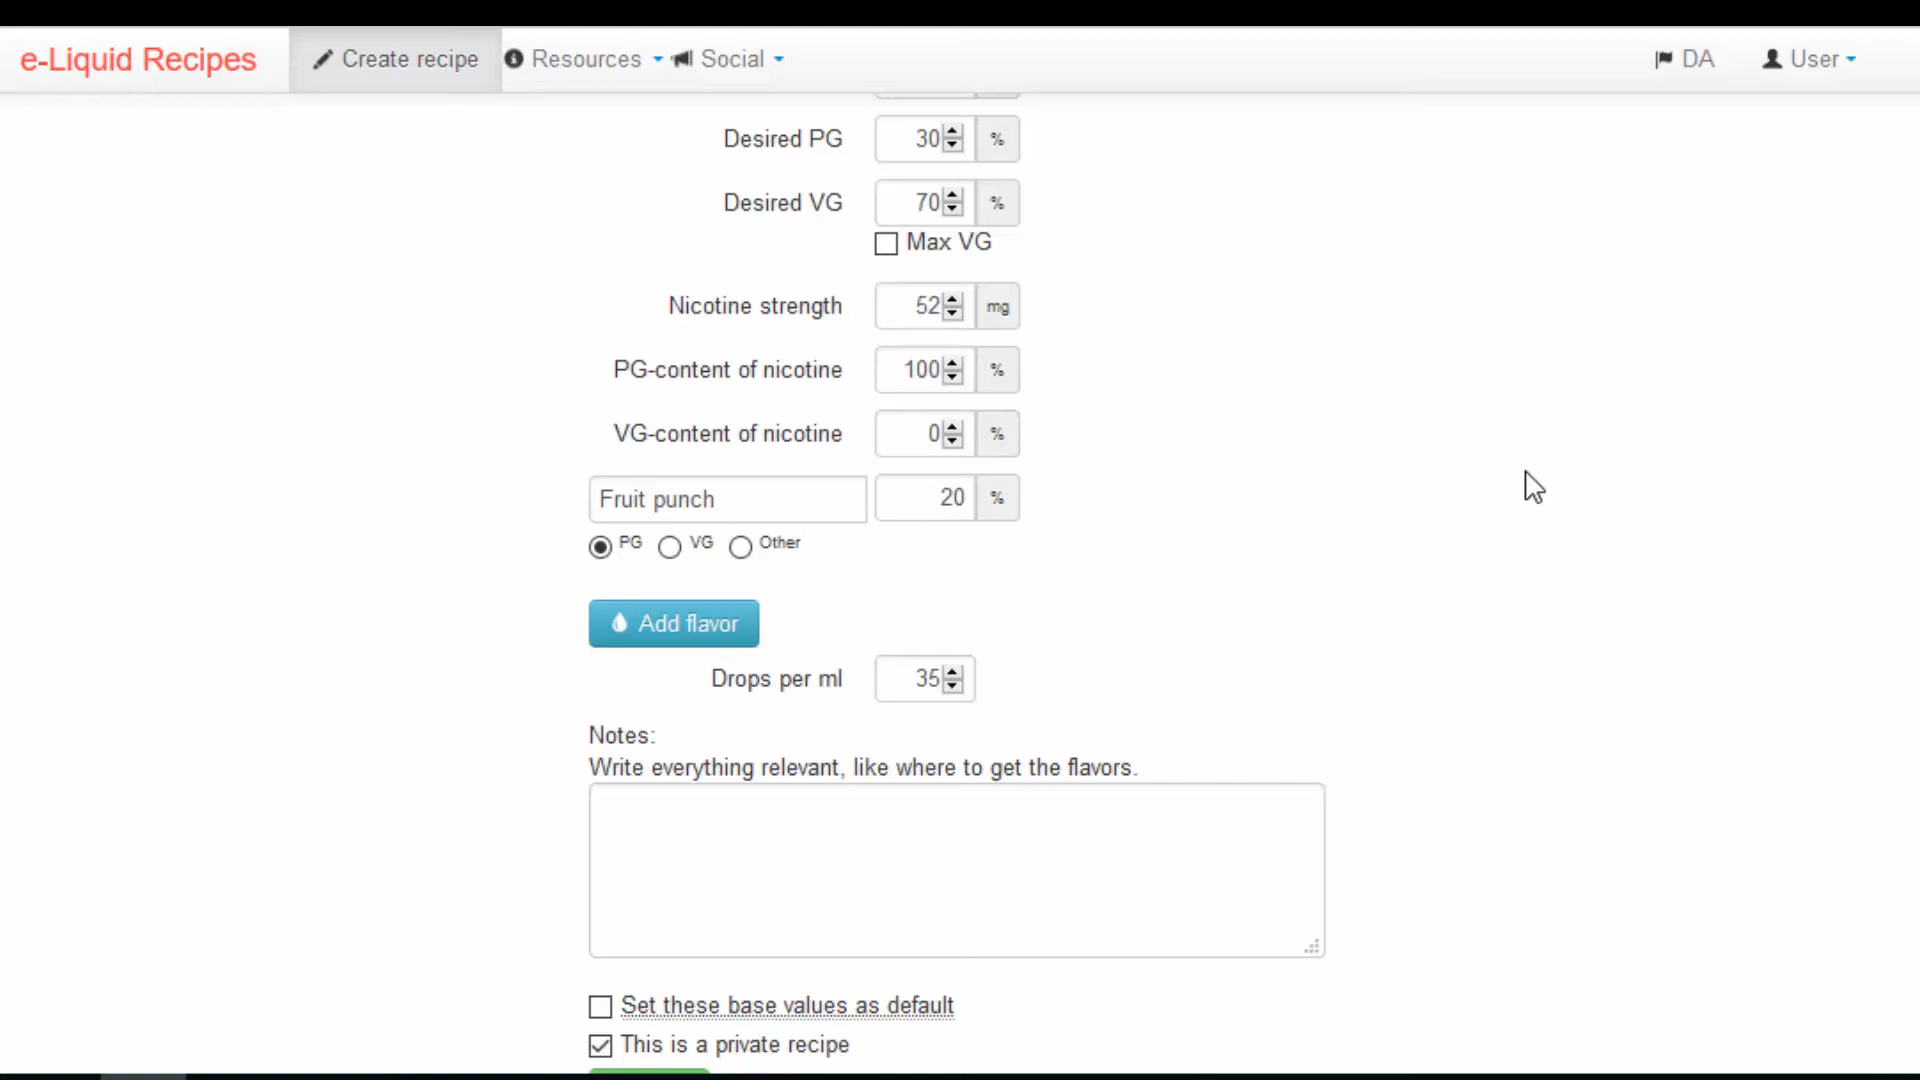 e-Liquid Recipes Create recipe Resources Social DA User
Desired PG 30 %
Desired VG 70 %
Max VG
Nicotine strength 52 mg
PG-content of nicotine 100 %
VG-content of nicotine 0 %
Fruit punch 20 %
PG VG Other
Add flavor
Drops per ml 35
Notes:
Write everything relevant, like where to get the flavors.
Set these base values as default
This is a private recipe